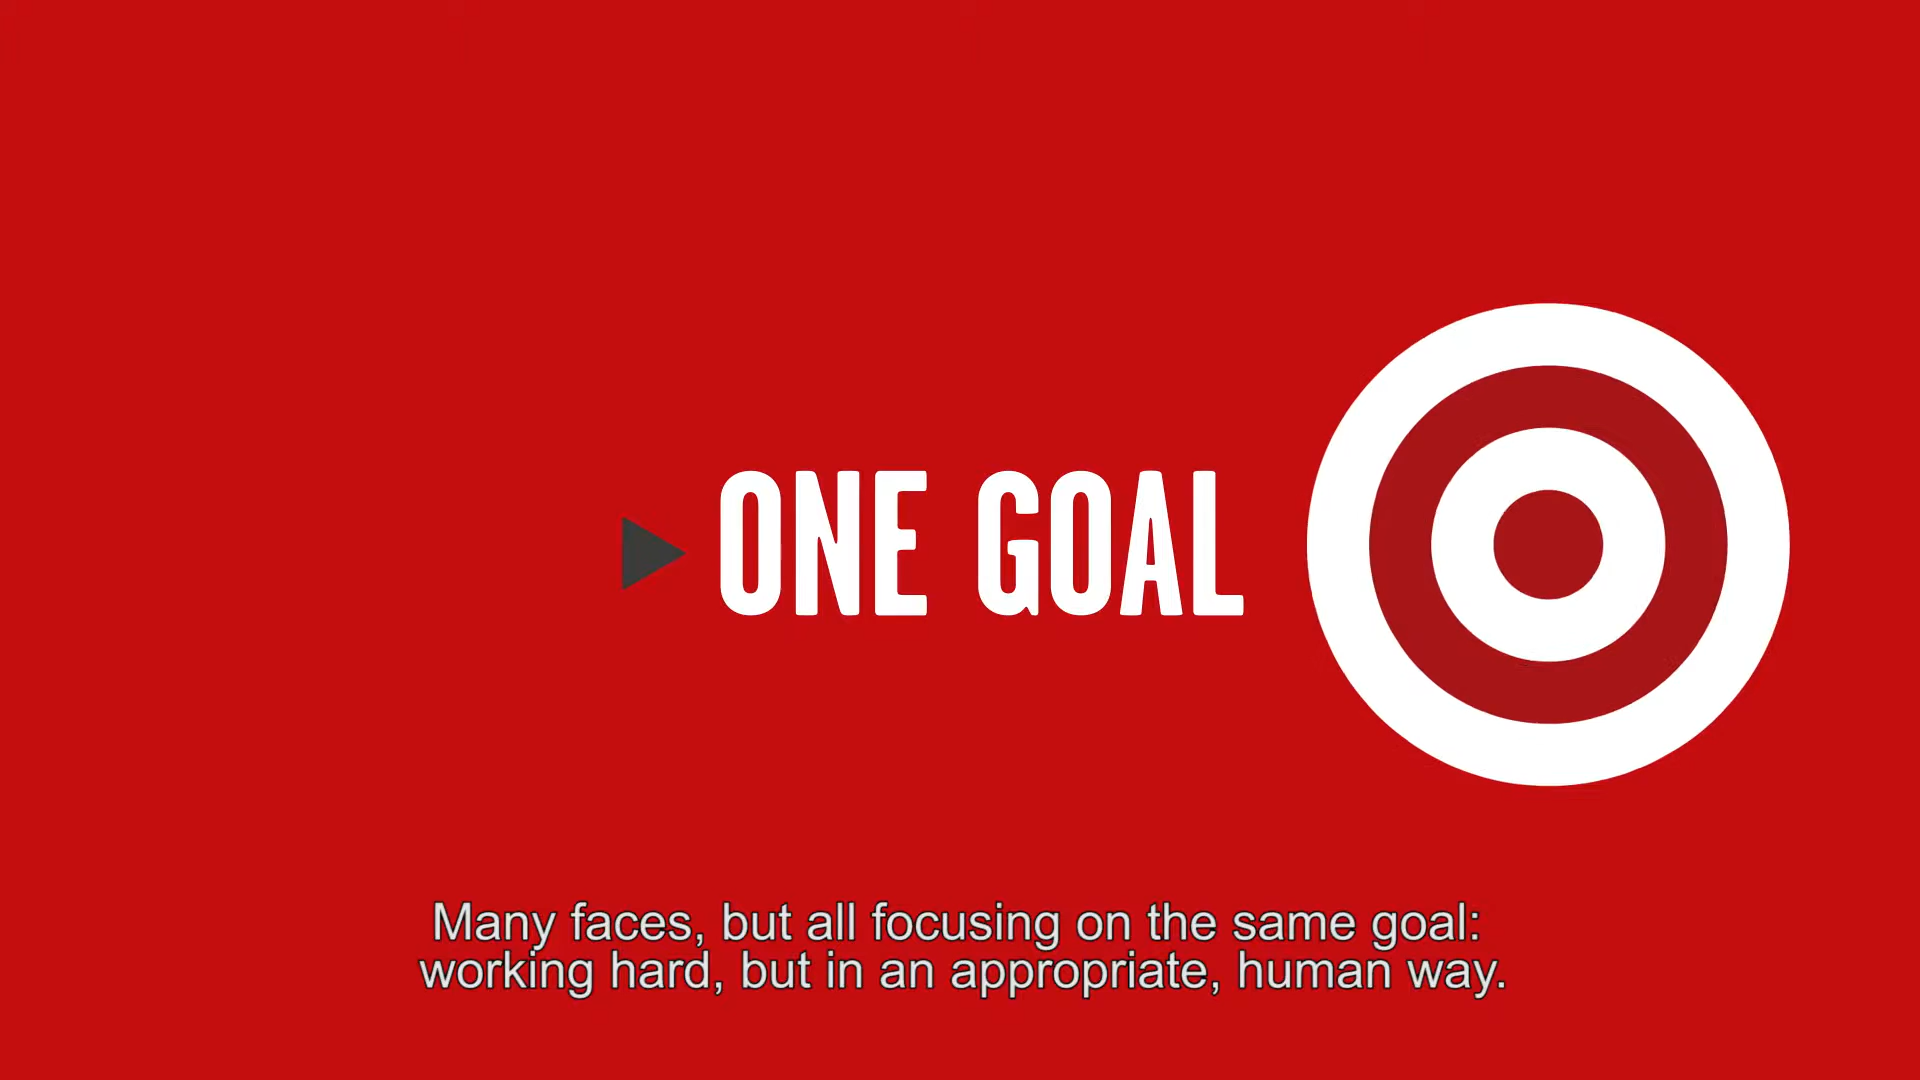 ONE GOAL
Many faces, but all focusing on the same goal:
working hard, but in an appropriate, human way.